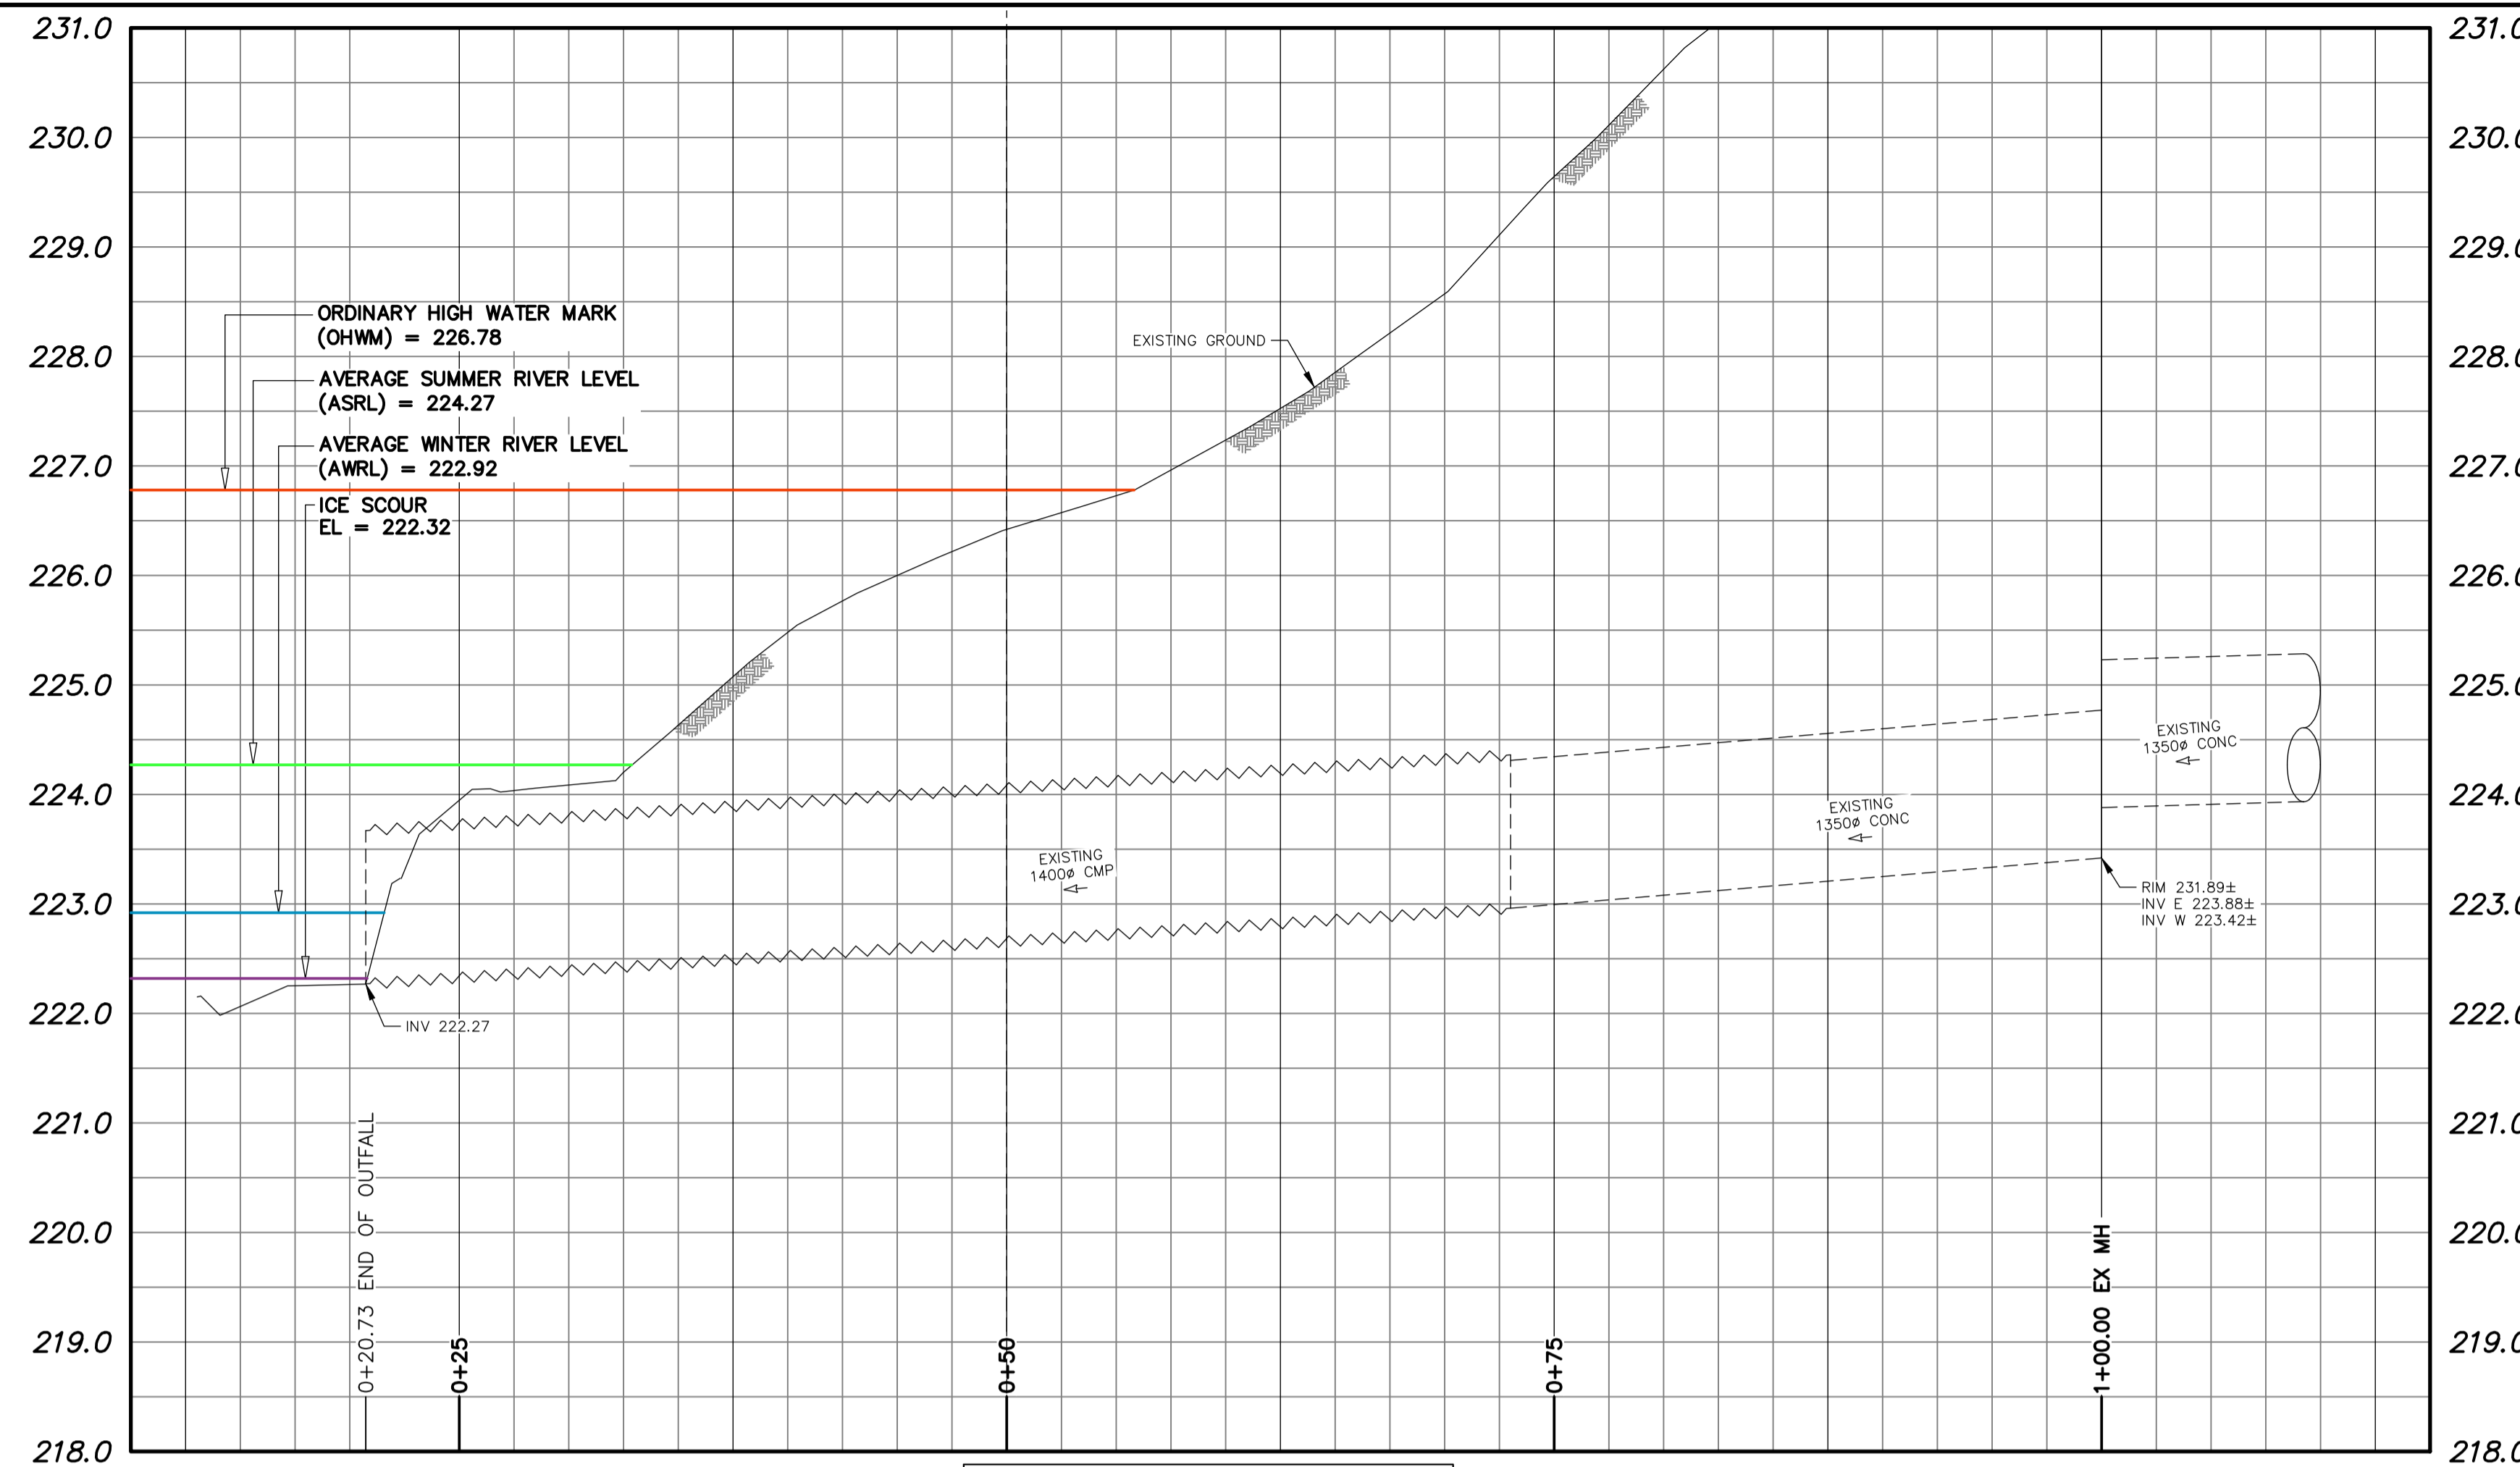 231.0
231.0
230.0
230.0
229.0
229.0
ORDINARY HIGH WATER MARK
(OHWM) = 226.78
EXISTING GROUND
228.0
228.0
AVERAGE SUMMER RIVER LEVEL
(ASRL) = 224.27
AVERAGE WINTER RIVER LEVEL
(AWRL) = 222.92
227.0
227.0
ICE SCOUR
EL = 222.32
226.0
226.0
225.0
225.0
EXISTING
1350ø CONC
224.0
224.0
EXISTING
1350ø CONC
EXISTING
1400ø CMP
RIM 231.89±
INV E 223.88±
INV W 223.42±
223.0
223.0
222.0
222.0
INV 222.27
221.0
221.0
220.0
220.0
219.0
219.0
218.0
218.0
0+20.73 END OF OUTFALL
0+25
0+50
0+75
1+00.00 EX MH